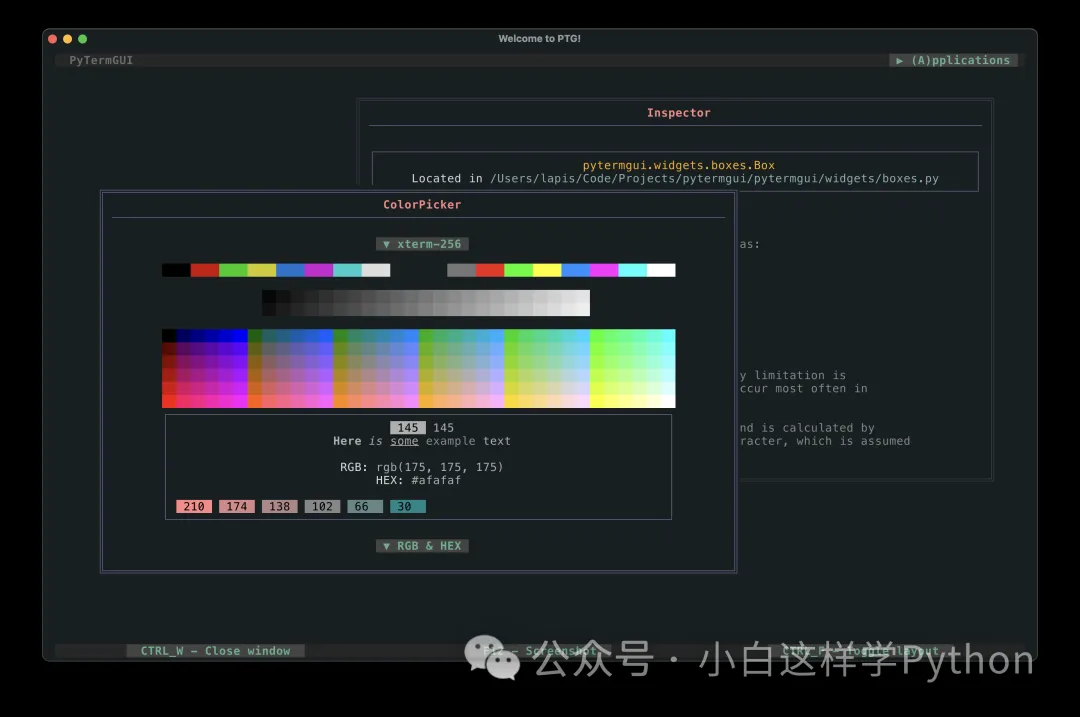 Welcome to PTG!
PyTermGUI
▶ (A)pplications
Inspector
pytermgui.widgets.boxes.Box
Located in /Users/lapis/Code/Projects/pytermgui/pytermgui/widgets/boxes.py
ColorPicker
▼ xterm-256
as:
y limitation is
ccur most often in
145 145
nd is calculated by
Here is some example text
racter, which is assumed
RGB: rgb(175, 175, 175)
HEX: #afafaf
210 174 138 102 66 30
▼ RGB & HEX
CTRL_W - Close window
- Screenshot
Toggle layout
公众号 · 小白这样学Python